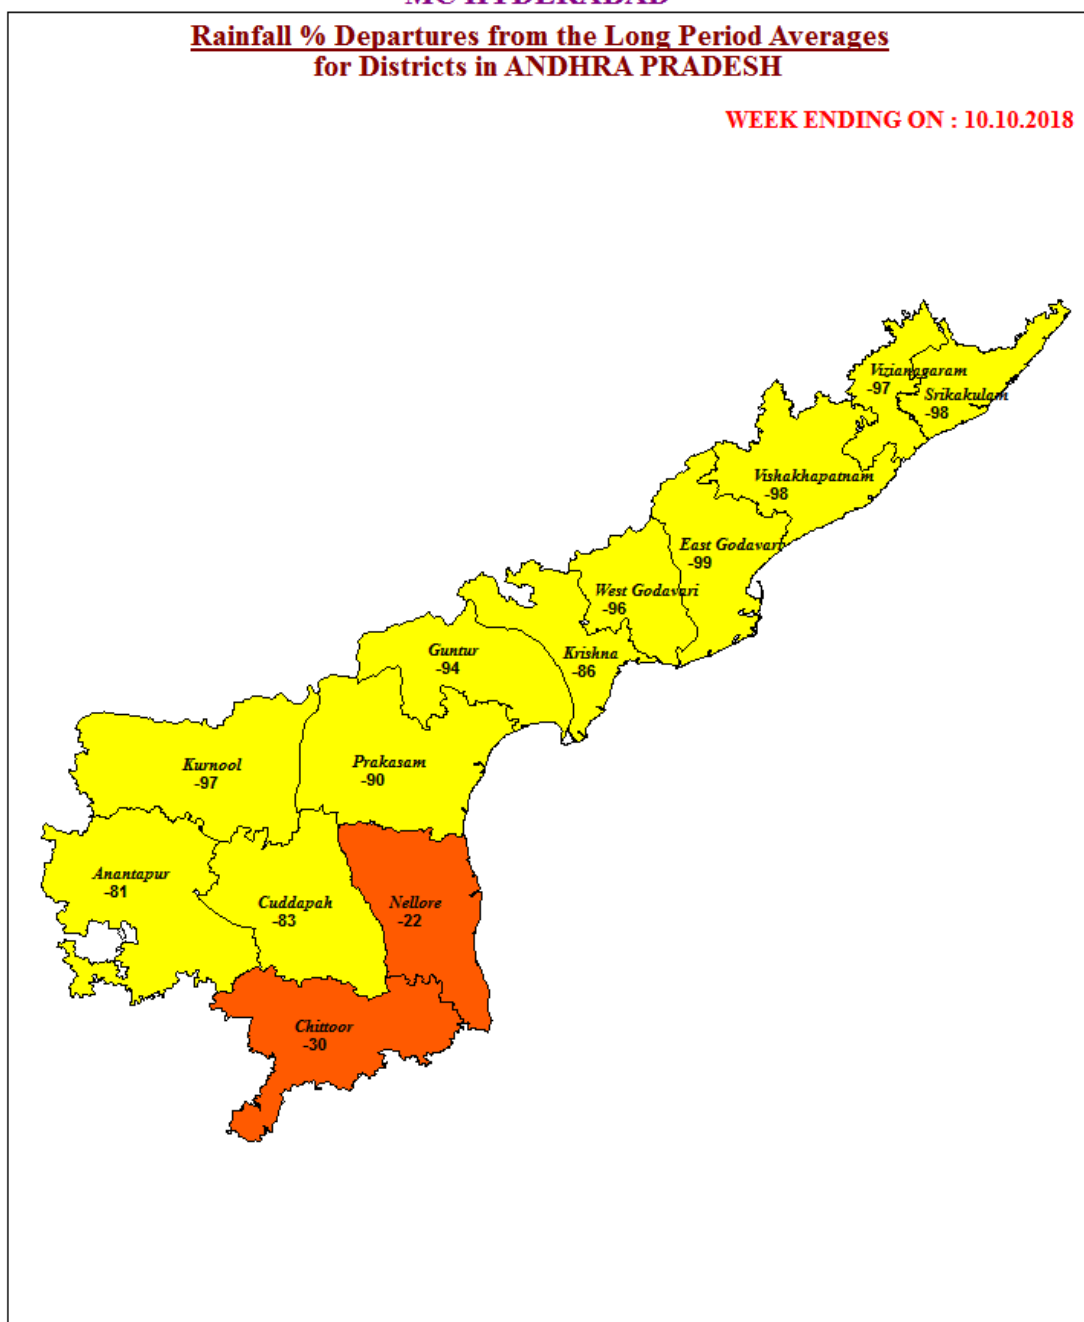 MC HYDERABAD
Rainfall % Departures from the Long Period Averages
for Districts in ANDHRA PRADESH
WEEK ENDING ON : 10.10.2018
Vizianagaram
-97
Srikakulam
-98
Vishakhapatnam
-98
East Godavari
-99
West Godavari
-96
Krishna
-86
Guntur
-94
Prakasam
-90
Kurnool
-97
Anantapur
-81
Cuddapah
-83
Nellore
-22
Chittoor
-30